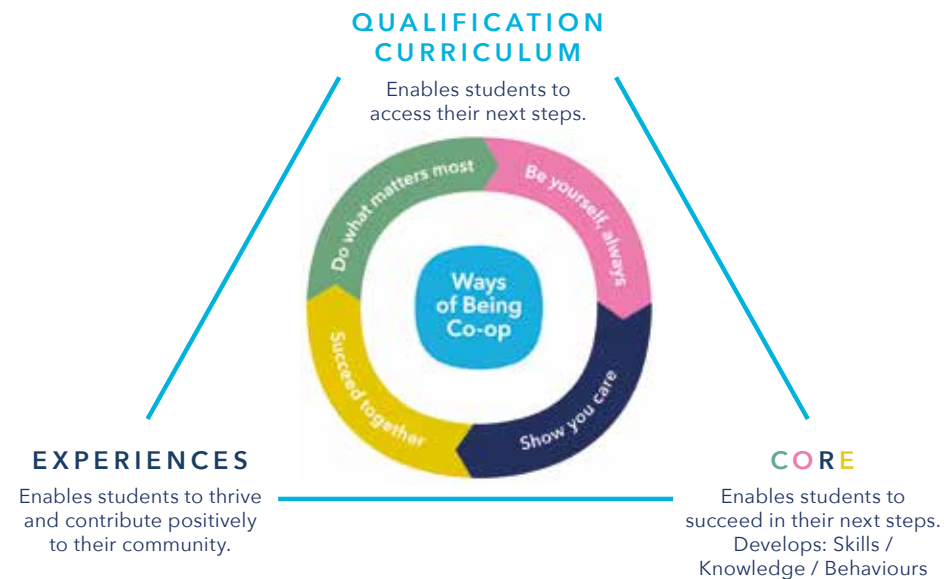 QUALIFICATION
CURRICULUM
Enables students to
access their next steps.
Do what matters most
Be yourself, always
Ways
of Being
Co-op
Succeed together
Show you care
EXPERIENCES
Enables students to thrive
and contribute positively
to their community.
CORE
Enables students to
succeed in their next steps.
Develops: Skills /
Knowledge / Behaviours